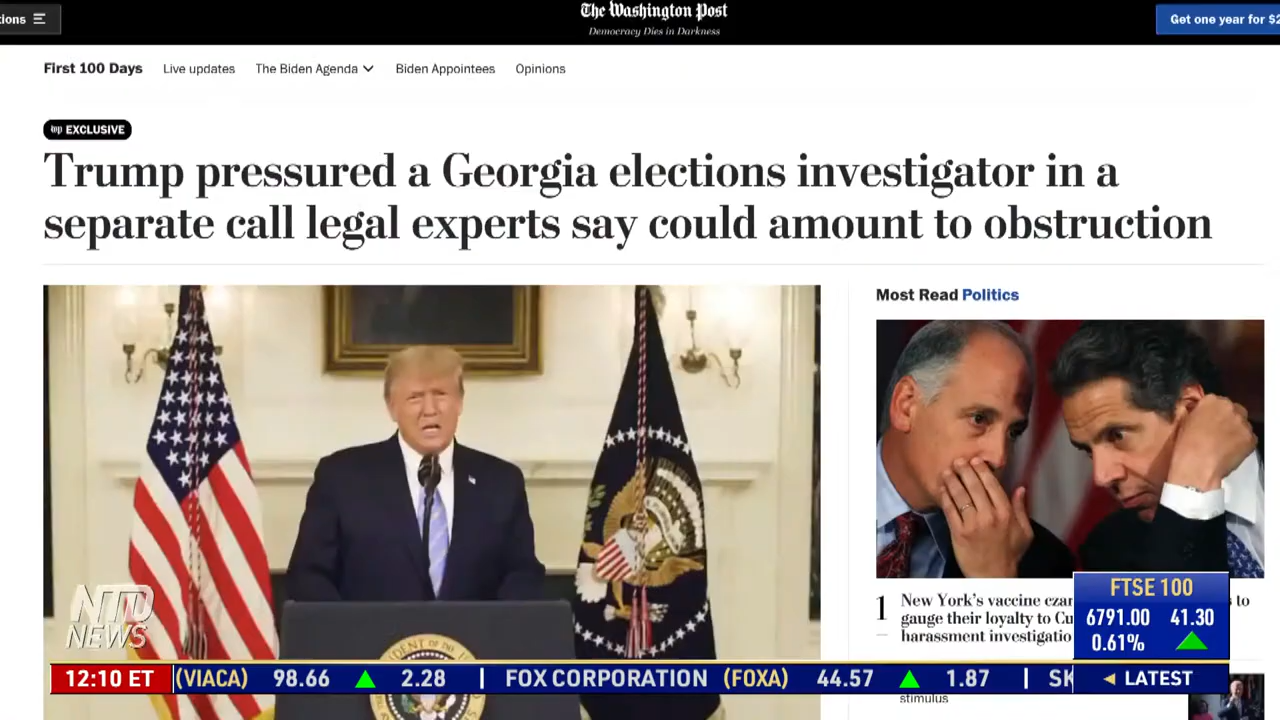 tions
The Washington Post
Democracy Dies in Darkness
Get one year for $2
First 100 Days
Live updates
The Biden Agenda
Biden Appointees
Opinions
wp EXCLUSIVE
Trump pressured a Georgia elections investigator in a
separate call legal experts say could amount to obstruction
Most Read Politics
1
New York's vaccine czar s to
gauge their loyalty to Cu
harassment investigatio
stimulus
FTSE 100
6791.00 41.30
0.61%
NTD
NEWS
12:10 ET (VIACA) 98.66 2.28 | FOX CORPORATION (FOXA) 44.57 1.87 | SK
LATEST